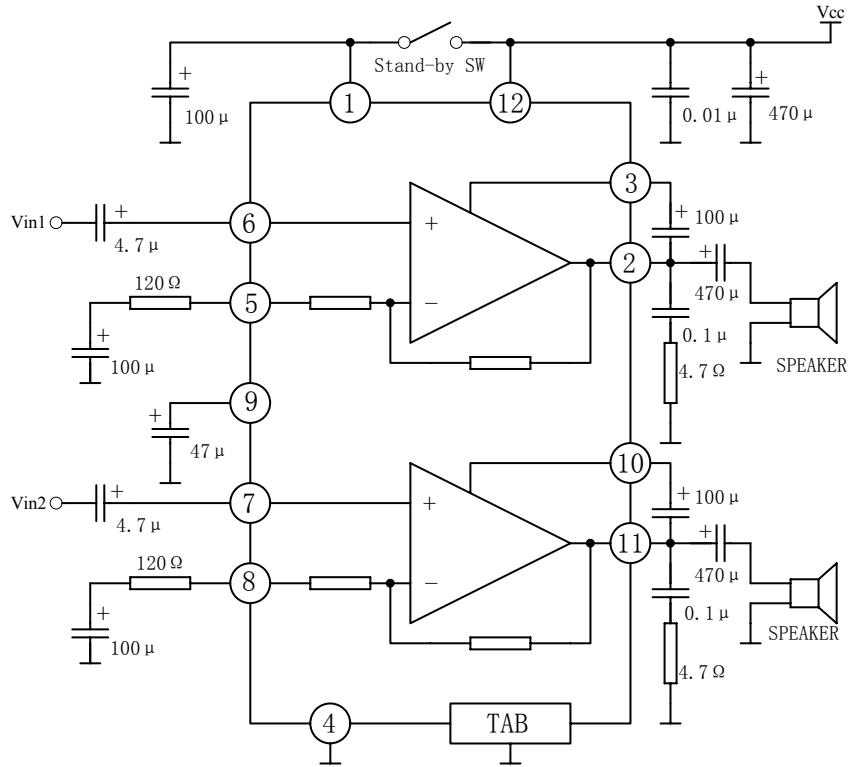 Vcc
Stand-by SW
+
100μ
1
12
0.01μ
+
470μ
3
Vin1
+
4.7μ
6
+
+
100μ
2
+
470μ
120Ω
5
−
0.1μ
+
100μ
4.7Ω
SPEAKER
9
+
47μ
10
Vin2
+
4.7μ
7
+
+
100μ
11
+
470μ
120Ω
8
−
0.1μ
+
100μ
4.7Ω
SPEAKER
4
TAB